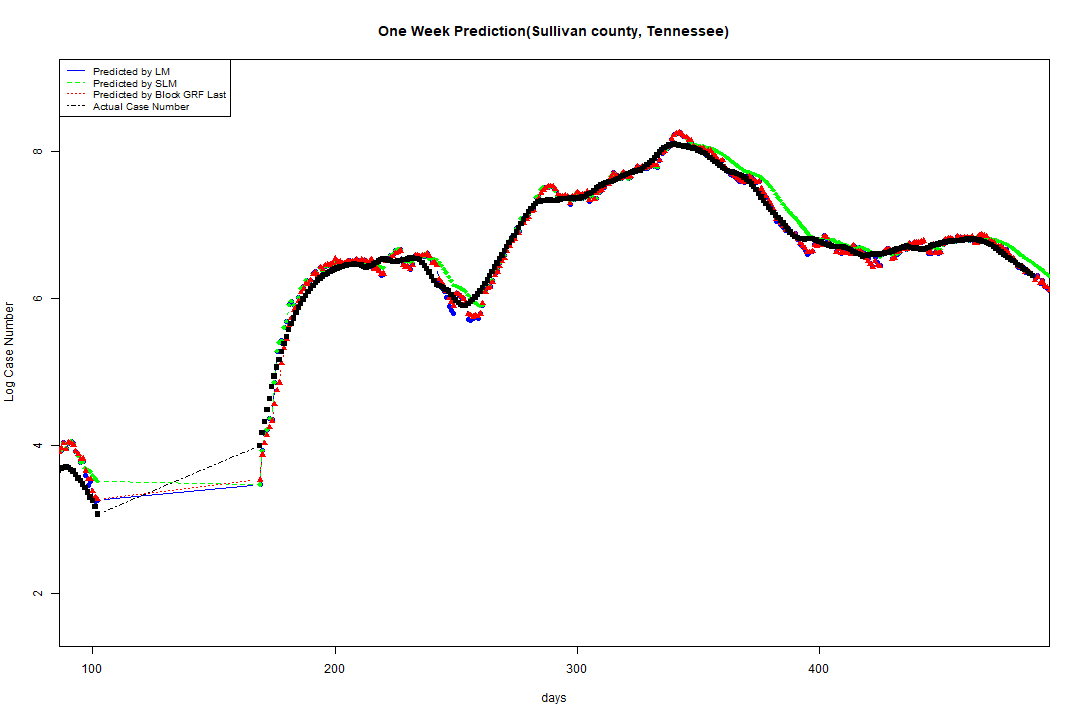 One Week Prediction(Sullivan county, Tennessee)
Predicted by LM
Predicted by SLM
Predicted by Block GRF Last
Actual Case Number
8
6
4
2
Log Case Number
100 200 300 400
days